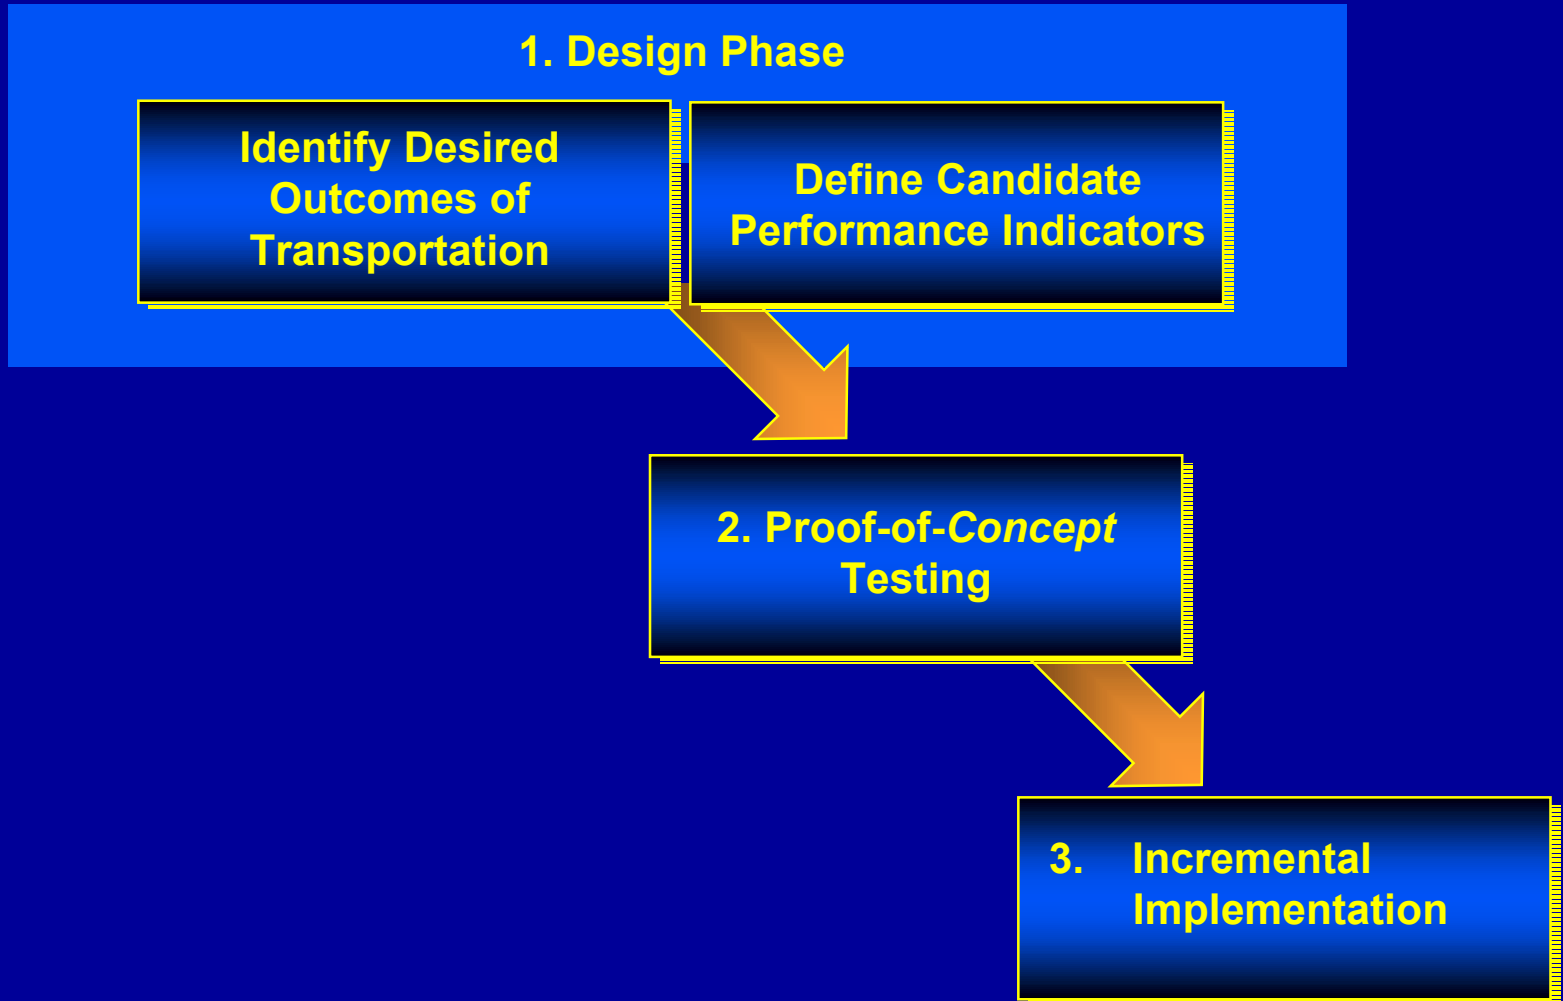 1. Design Phase
Identify Desired
Outcomes of
Transportation
Define Candidate
Performance Indicators
2. Proof-of-Concept
Testing
3. Incremental
Implementation